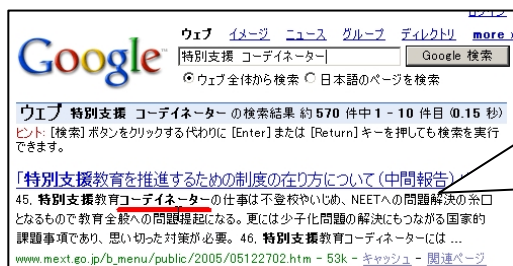 Google
ウェブ イメージ ニュース グループ ディレクトリ more
特別支援 コーデイネーター Google 検索
ウェブ全体から検索 日本語のページを検索
ウェブ 特別支援 コーデイネーター の検索結果 約 570 件中 1 - 10 件目 (0.15 秒)
ヒント: [検索] ボタンをクリックする代わりに [Enter] または [Return] キーを押しても検索を実行
できます。
「特別支援教育を推進するための制度の在り方について(中間報告)
45. 特別支援教育コーデイネーターの仕事は不登校やいじめ、NEETへの問題解決の糸口
となるもので教育全般への問題提起になる。更には少子化問題の解決にもつながる国家的
課題事項であり、思い切った対策が必要。46. 特別支援教育コーディネーターには ...
www.mext.go.jp/b_menu/public/2005/05122702.htm - 53k - キャッシュ - 関連ページ